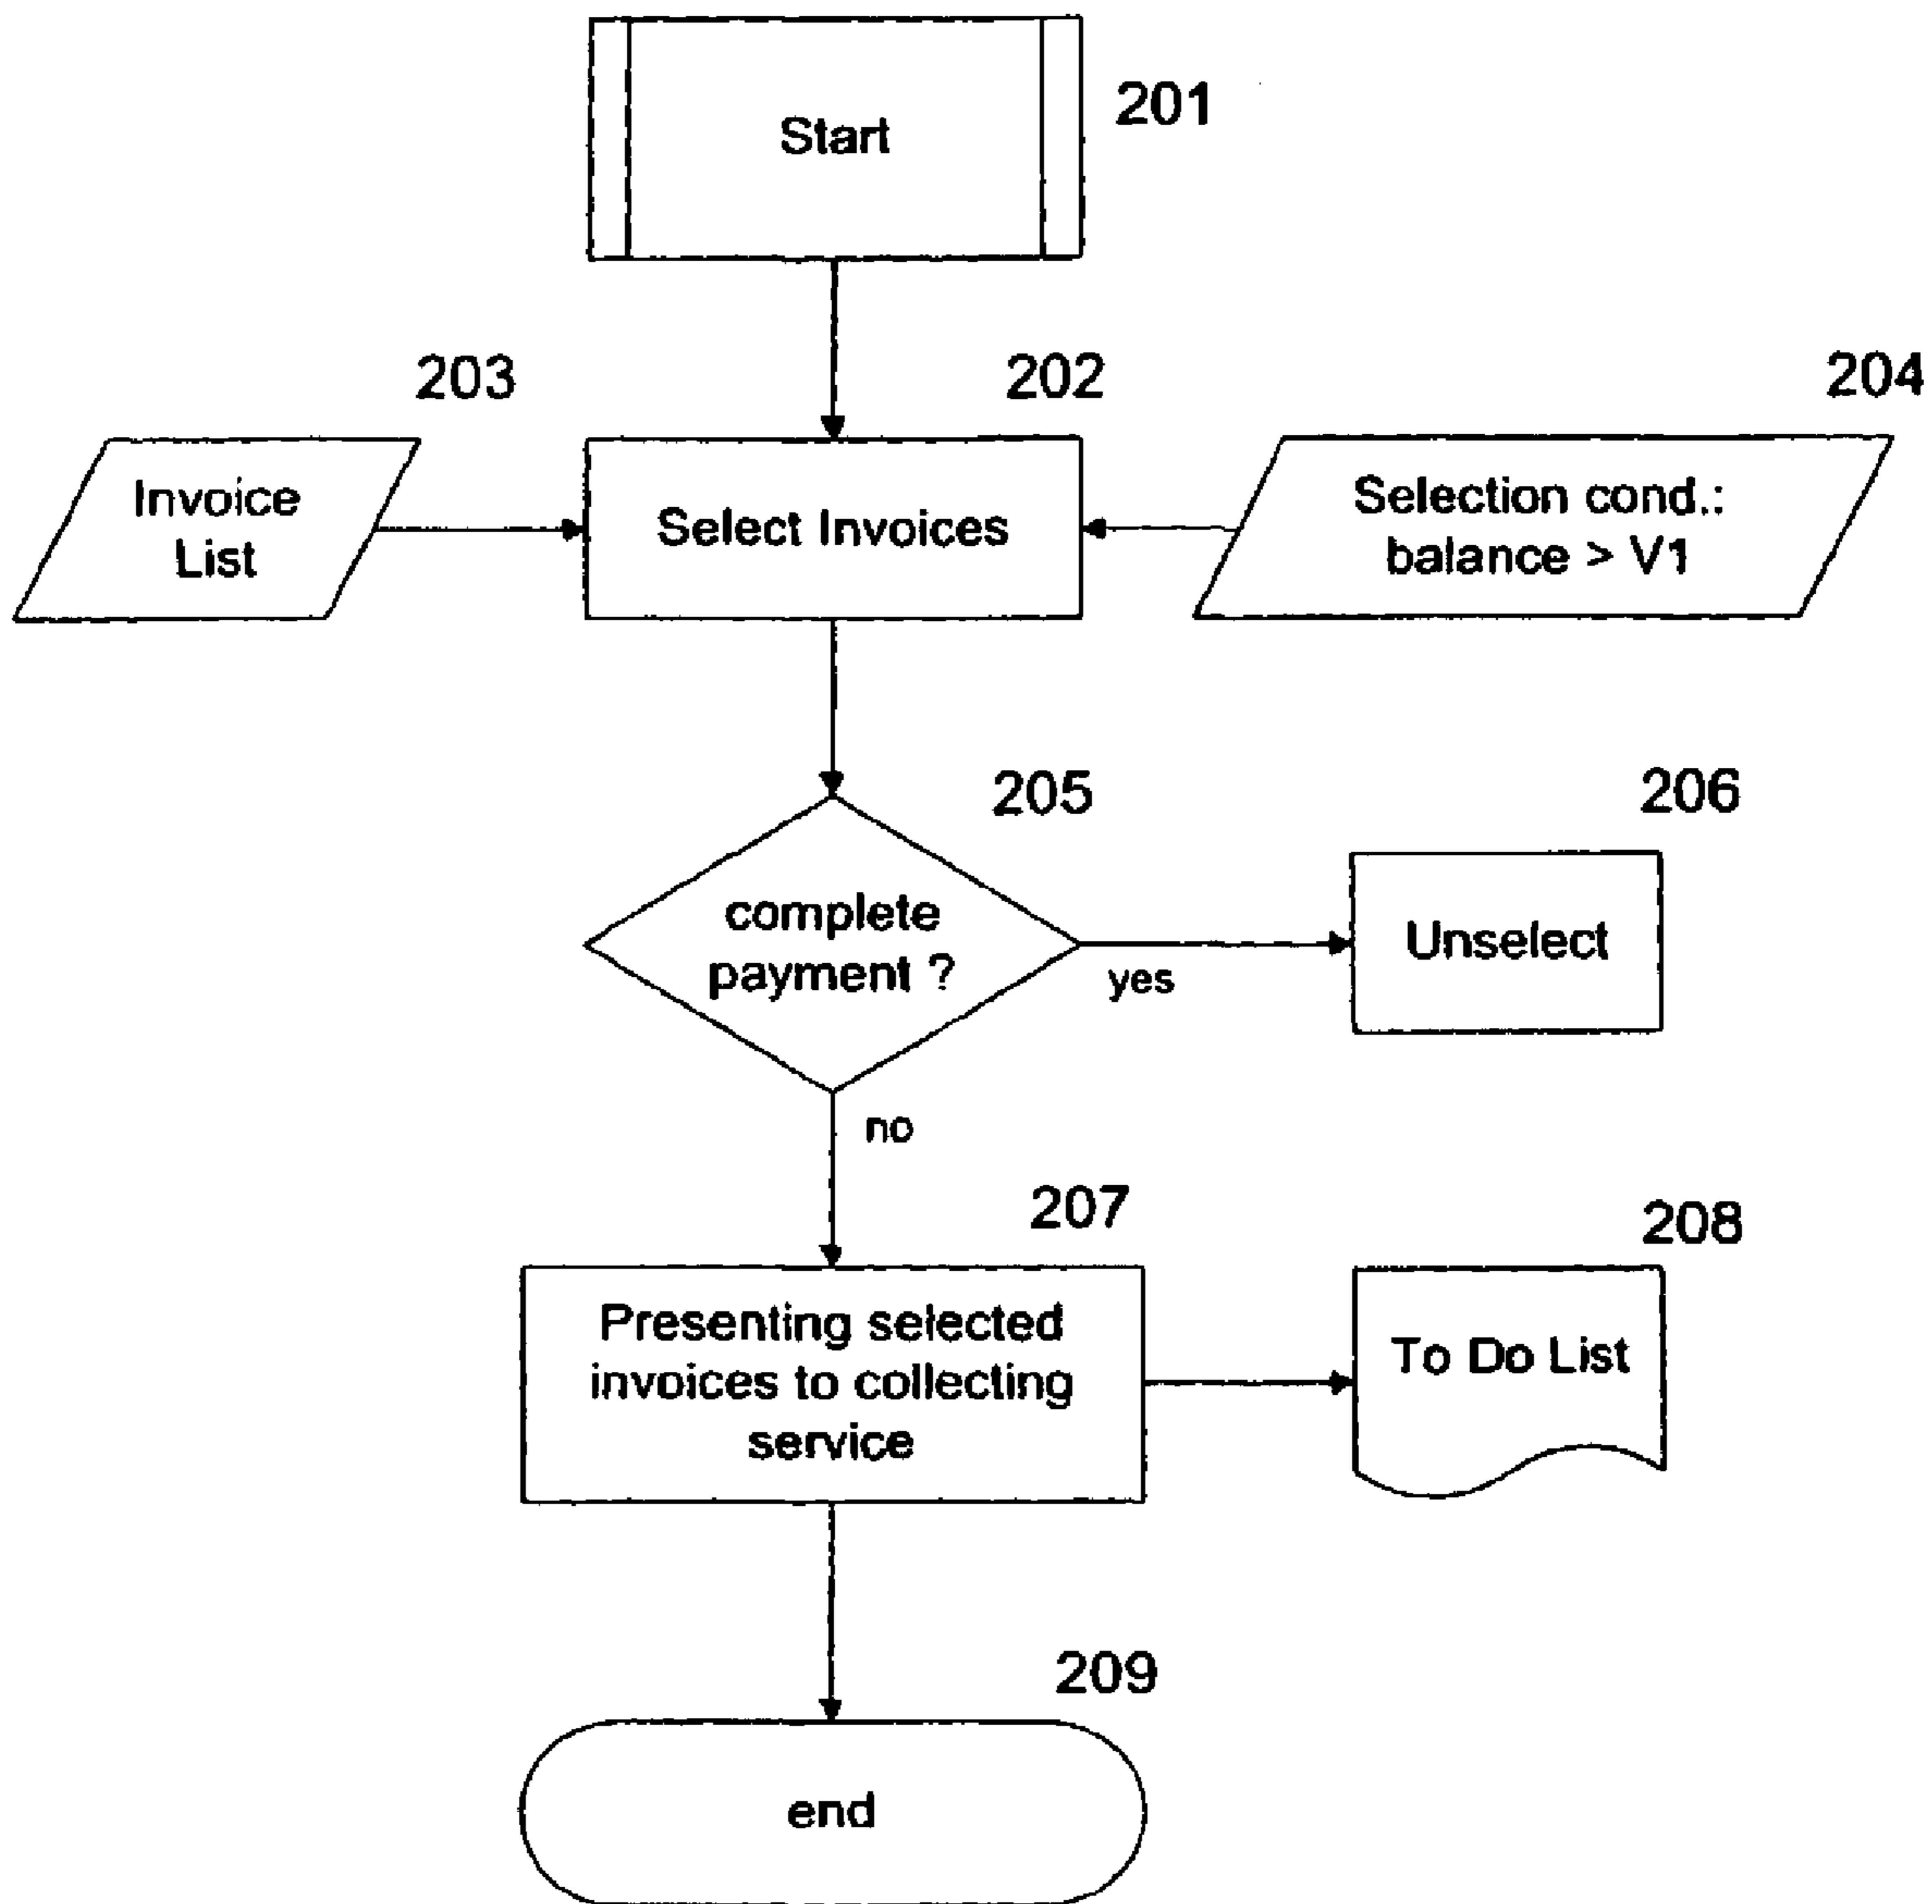 Start
201
203
202
204
Invoice
List
Select Invoices
Selection cond.:
balance > V1
205
206
complete
payment ?
yes
Unselect
no
207
208
Presenting selected
invoices to collecting
service
To Do List
209
end